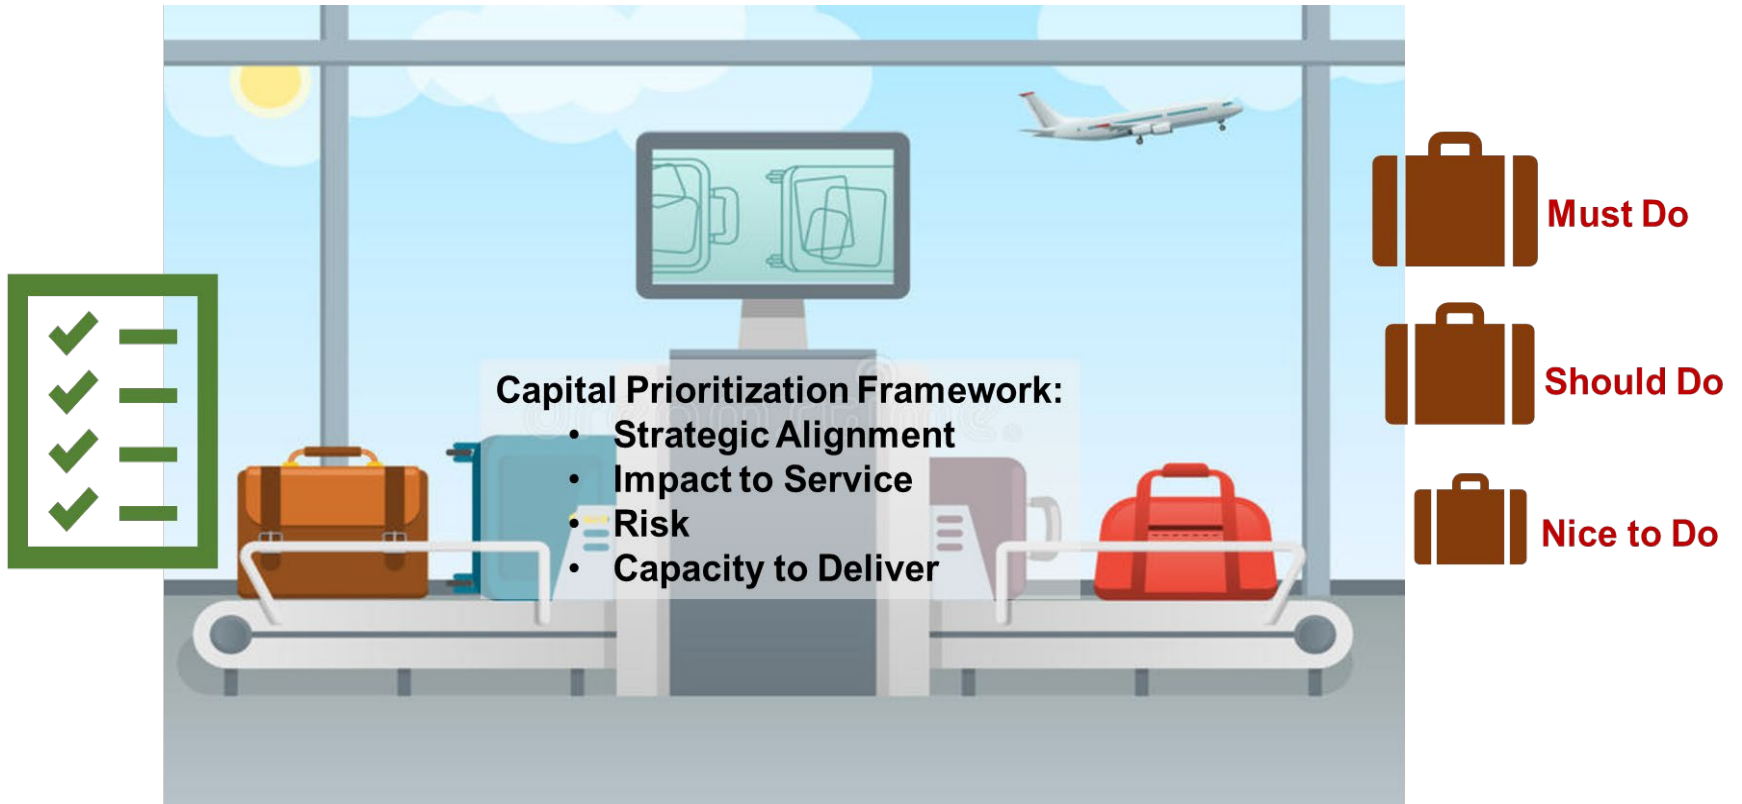 Capital Prioritization Framework:
• Strategic Alignment
• Impact to Service
• Risk
• Capacity to Deliver
Must Do
Should Do
Nice to Do